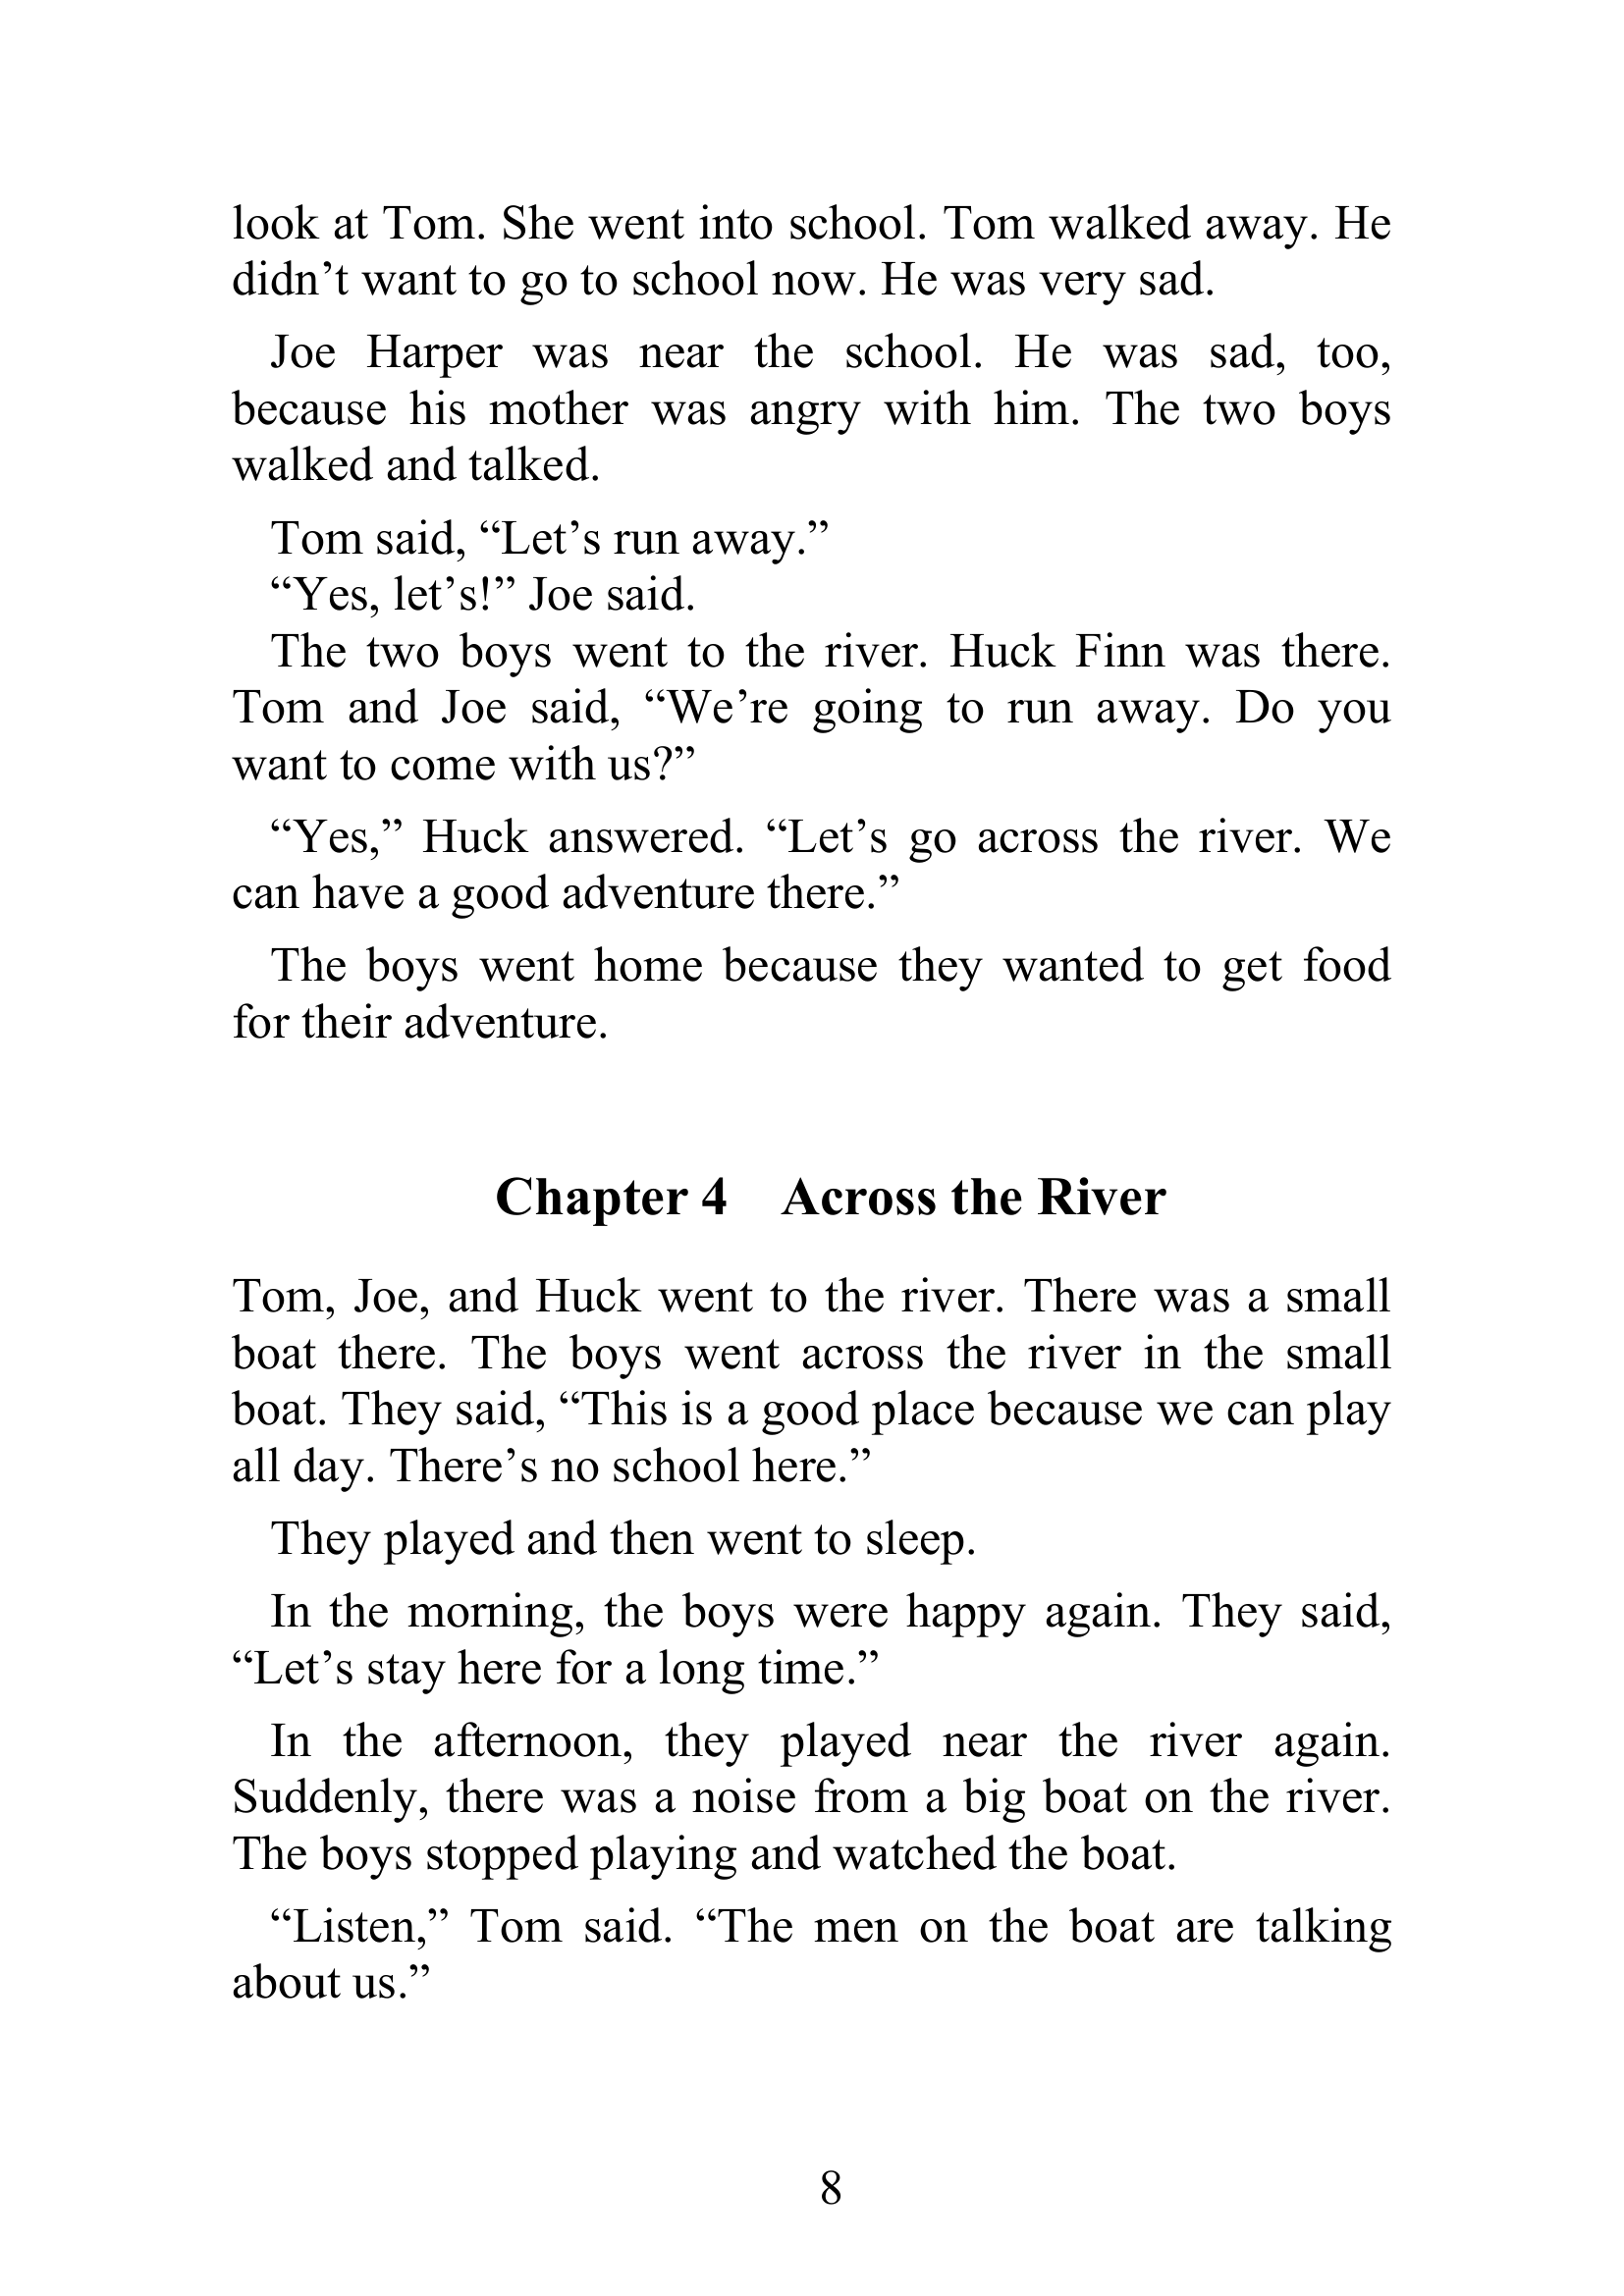 look at Tom. She went into school. Tom walked away. He
didn’t want to go to school now. He was very sad.
Joe Harper was near the school. He was sad, too,
because his mother was angry with him. The two boys
walked and talked.
Tom said, “Let’s run away.”
“Yes, let’s!” Joe said.
The two boys went to the river. Huck Finn was there.
Tom and Joe said, “We’re going to run away. Do you
want to come with us?”
“Yes,” Huck answered. “Let’s go across the river. We
can have a good adventure there.”
The boys went home because they wanted to get food
for their adventure.
Chapter 4 Across the River
Tom, Joe, and Huck went to the river. There was a small
boat there. The boys went across the river in the small
boat. They said, “This is a good place because we can play
all day. There’s no school here.”
They played and then went to sleep.
In the morning, the boys were happy again. They said,
“Let’s stay here for a long time.”
In the afternoon, they played near the river again.
Suddenly, there was a noise from a big boat on the river.
The boys stopped playing and watched the boat.
“Listen,” Tom said. “The men on the boat are talking
about us.”
8